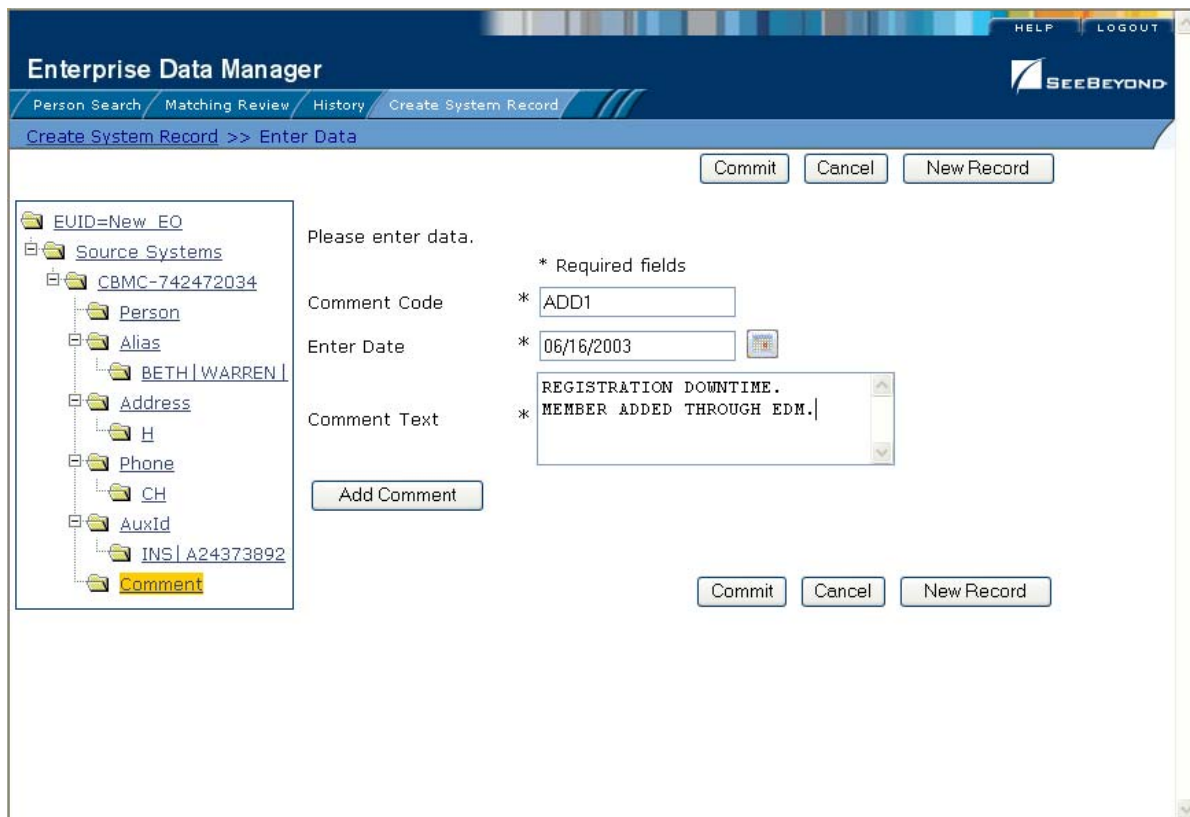 HELP LOGOUT
Enterprise Data Manager
SEEBEYOND
Person Search Matching Review History Create System Record
Create System Record >> Enter Data
Commit Cancel New Record
EUID=New EO
Source Systems
CBMC-742472034
Person
Alias
BETH|WARREN|
Address
H
Phone
CH
AuxId
INS|A24373892
Comment
Please enter data.
* Required fields
Comment Code * ADD1
Enter Date * 06/16/2003
Comment Text * REGISTRATION DOWNTIME.
MEMBER ADDED THROUGH EDM.
Add Comment
Commit Cancel New Record